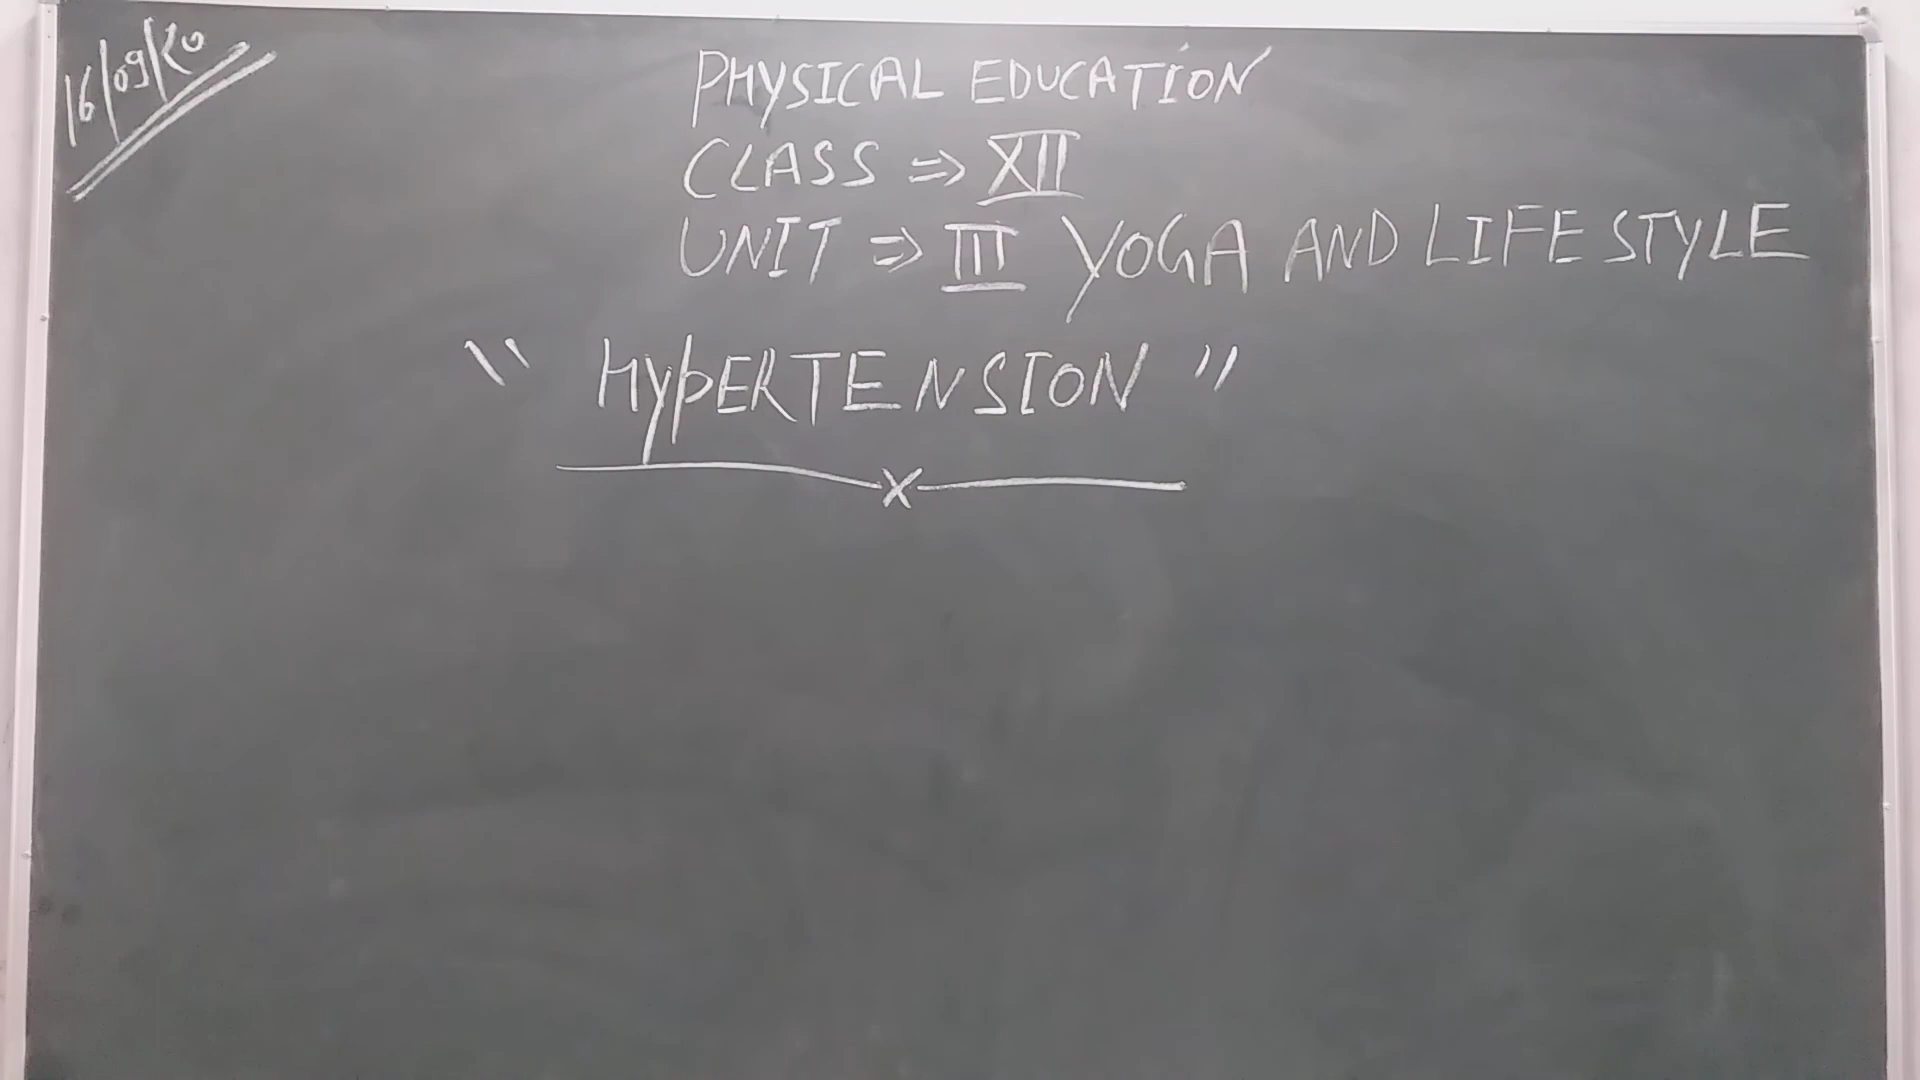 16/09/20
PHYSICAL EDUCATION
CLASS ⇒ XII
UNIT ⇒ III YOGA AND LIFE STYLE
" HypERTENSION "
x